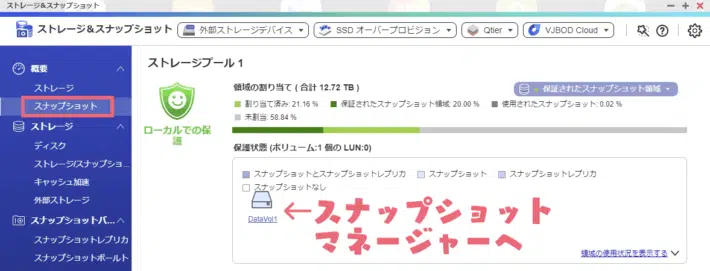 ストレージ&スナップショット
ストレージ&スナップショット
外部ストレージデバイス
SSD オーバープロビジョン
Qtier
VJBOD Cloud
概要
ストレージ
スナップショット
ストレージ
ディスク
ストレージ/スナップショ...
キャッシュ加速
外部ストレージ
スナップショットバ...
スナップショットレプリカ
スナップショットボールト
ストレージプール 1
ローカルでの保護
領域の割り当て ( 合計 12.72 TB )
保証されたスナップショット領域
割り当て済み: 21.16 %
保証されたスナップショット領域: 20.00 %
使用されたスナップショット: 0.02 %
未割当: 58.84 %
保護状態 (ボリューム:1 個の LUN:0)
スナップショットとスナップショットレプリカ
スナップショット
スナップショットレプリカ
スナップショットなし
DataVol1
←スナップショット
マネージャーへ
領域の使用状況を表示する